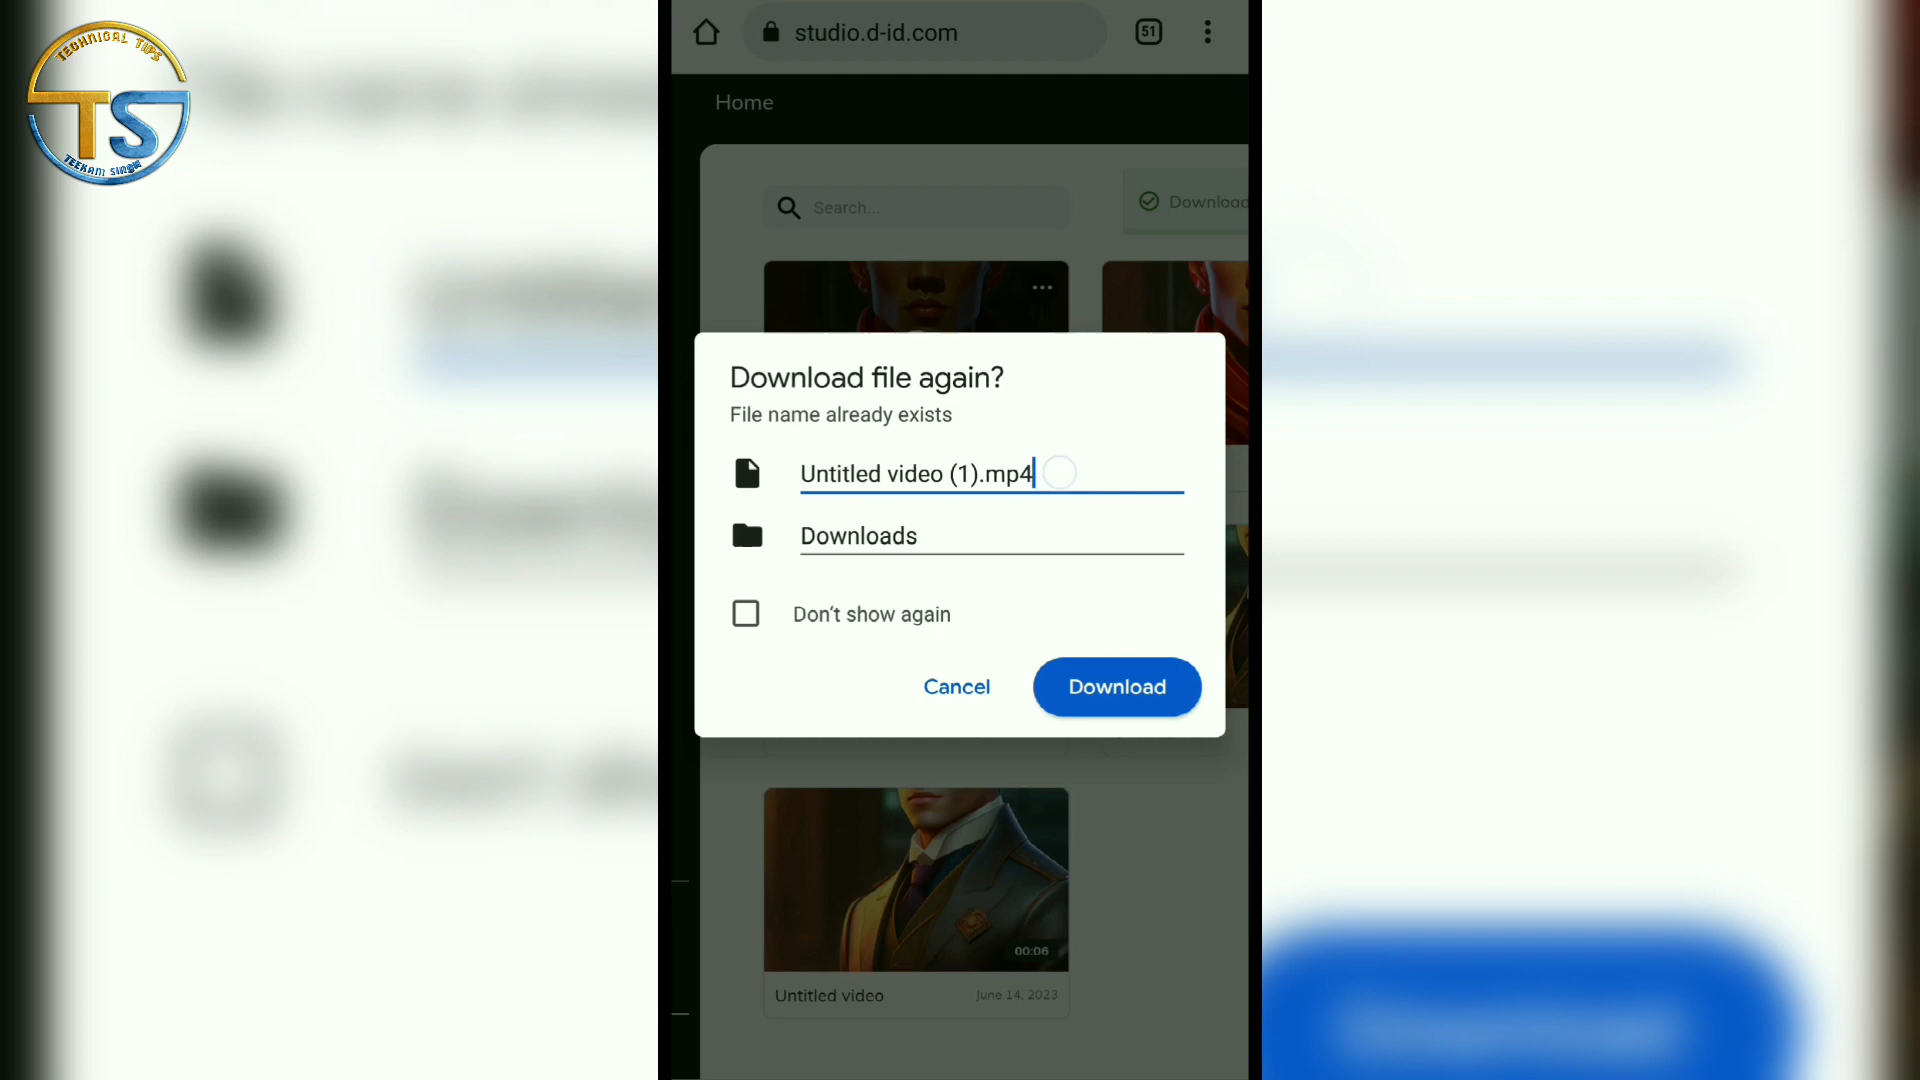 TECHNICAL TIPS
TS
TEEKAM SINGH
studio.d-id.com
51
Home
Search...
Download
Download file again?
File name already exists
Untitled video (1).mp4
Downloads
Don't show again
Cancel
Download
00:06
Untitled video
June 14, 2023